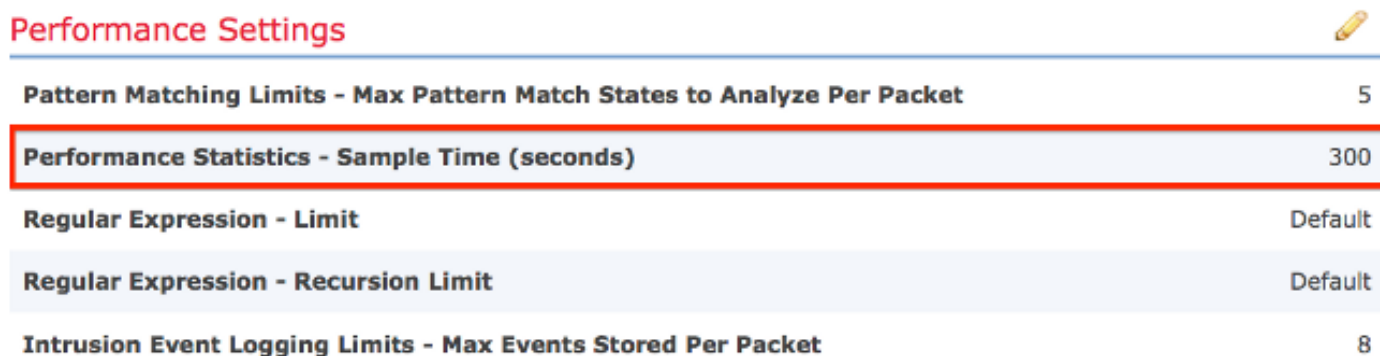 Performance Settings
Pattern Matching Limits - Max Pattern Match States to Analyze Per Packet 5
Performance Statistics - Sample Time (seconds) 300
Regular Expression - Limit Default
Regular Expression - Recursion Limit Default
Intrusion Event Logging Limits - Max Events Stored Per Packet 8